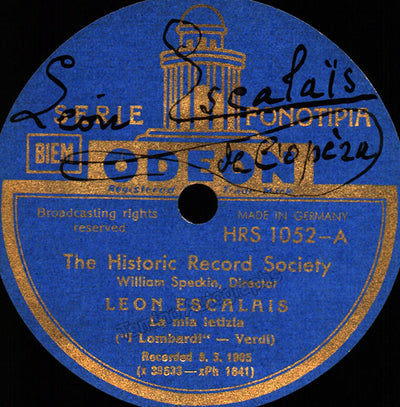 Léon Escalaïs
de l'opéra
SERIE FONOTIPIA
BIEM
ODEON
Registered Trade Mark
Broadcasting rights
reserved
MADE IN GERMANY
HRS 1052-A
The Historic Record Society
William Speckin, Director
LEON ESCALAIS
La mia letizia
("I Lombardi" — Verdi)
Recorded 8. 3. 1905
(x 39533—xPh 1841)